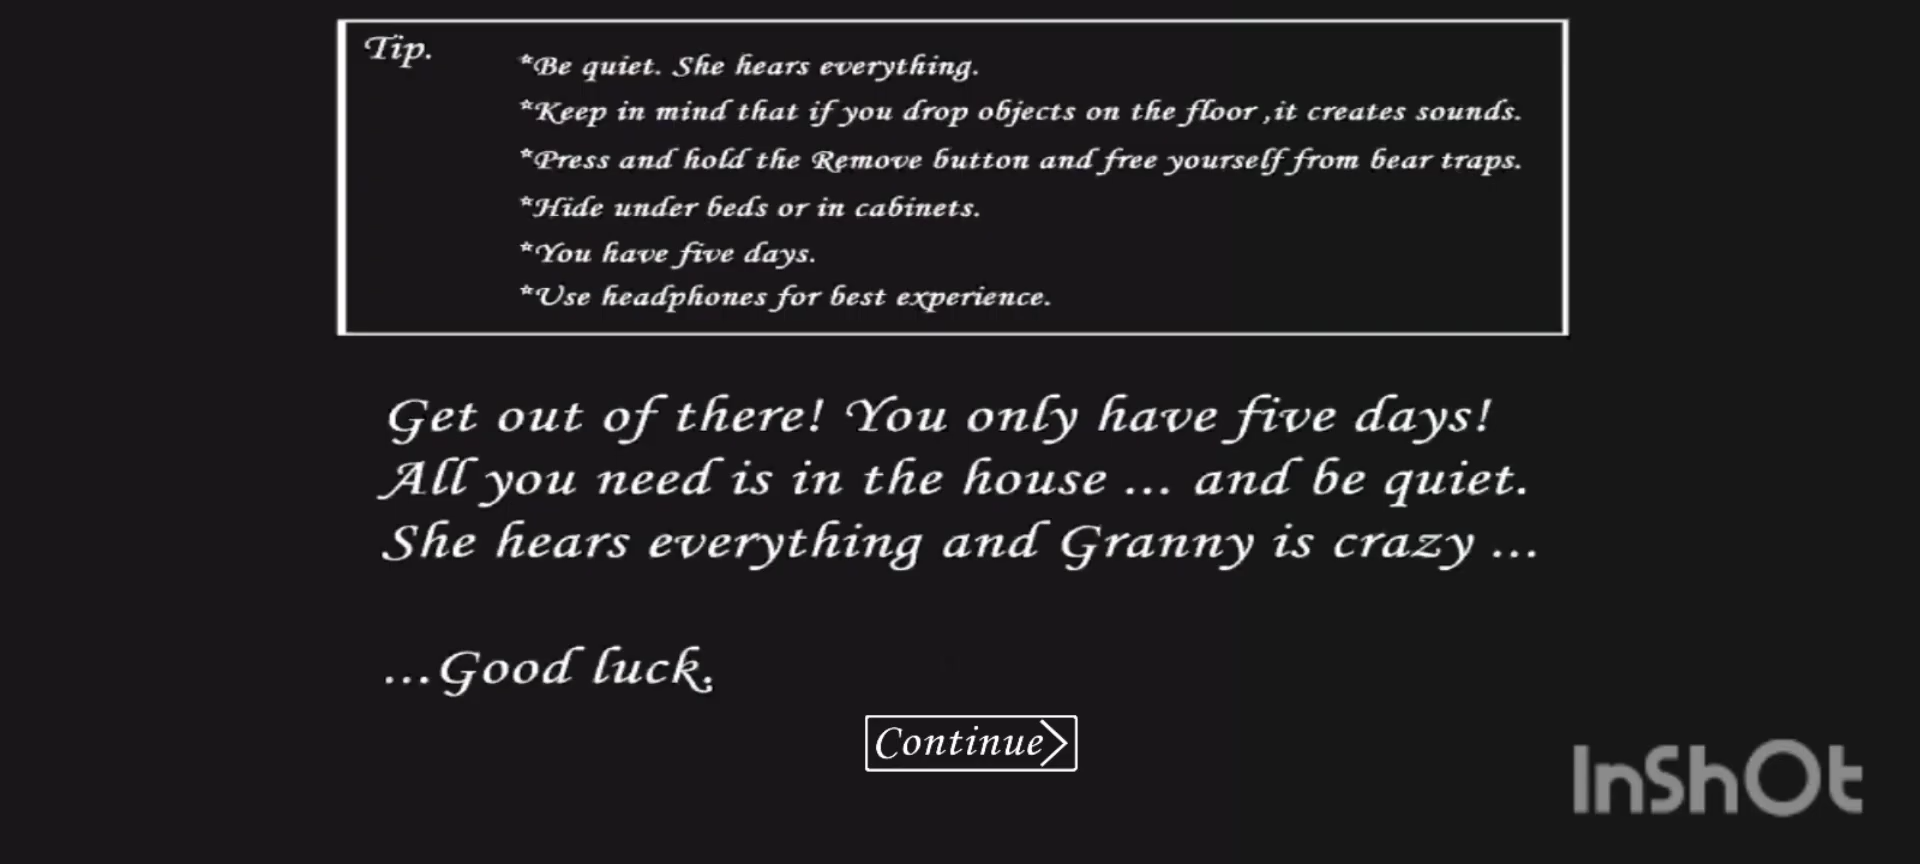 Tip.
*Be quiet. She hears everything.
*Keep in mind that if you drop objects on the floor ,it creates sounds.
*Press and hold the Remove button and free yourself from bear traps.
*Hide under beds or in cabinets.
*You have five days.
*Use headphones for best experience.
Get out of there! You only have five days!
All you need is in the house ... and be quiet.
She hears everything and Granny is crazy ...
...Good luck.
Continue>
InShOt